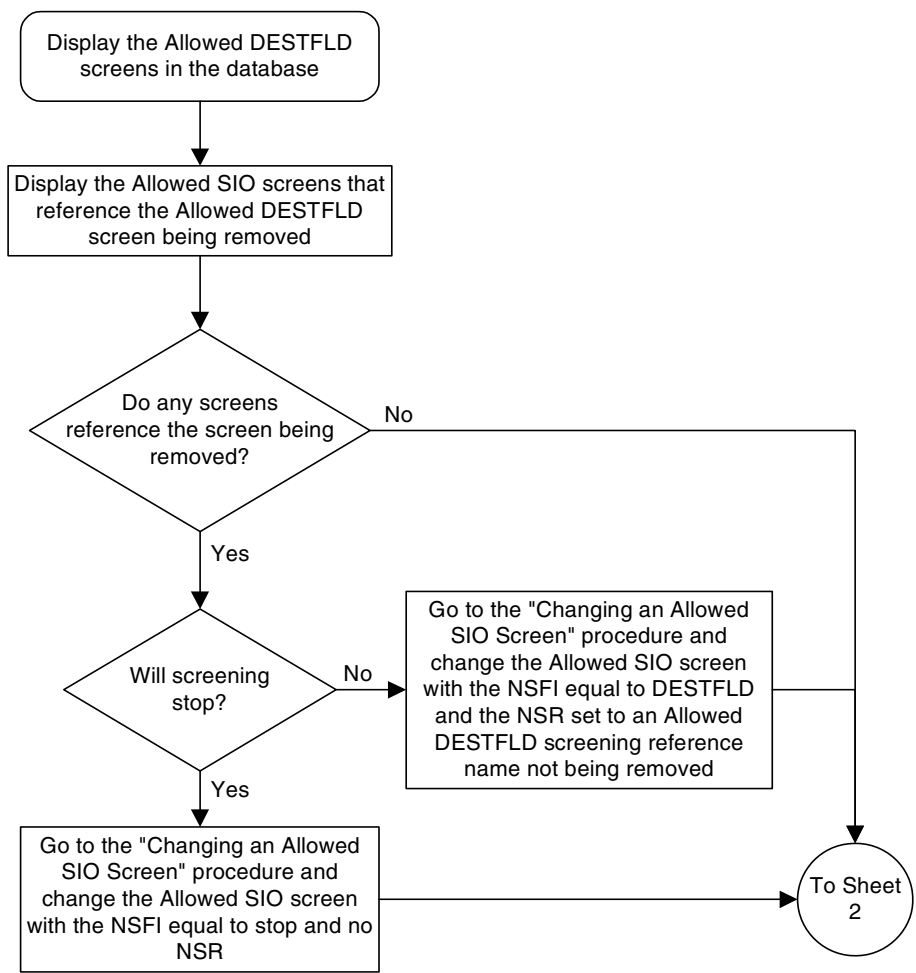 Display the Allowed DESTFLD
screens in the database
Display the Allowed SIO screens that
reference the Allowed DESTFLD
screen being removed
Do any screens
reference the screen being
removed?
No
Yes
Will screening
stop?
No
Go to the "Changing an Allowed
SIO Screen" procedure and
change the Allowed SIO screen
with the NSFI equal to DESTFLD
and the NSR set to an Allowed
DESTFLD screening reference
name not being removed
Yes
Go to the "Changing an Allowed
SIO Screen" procedure and
change the Allowed SIO screen
with the NSFI equal to stop and no
NSR
To Sheet
2